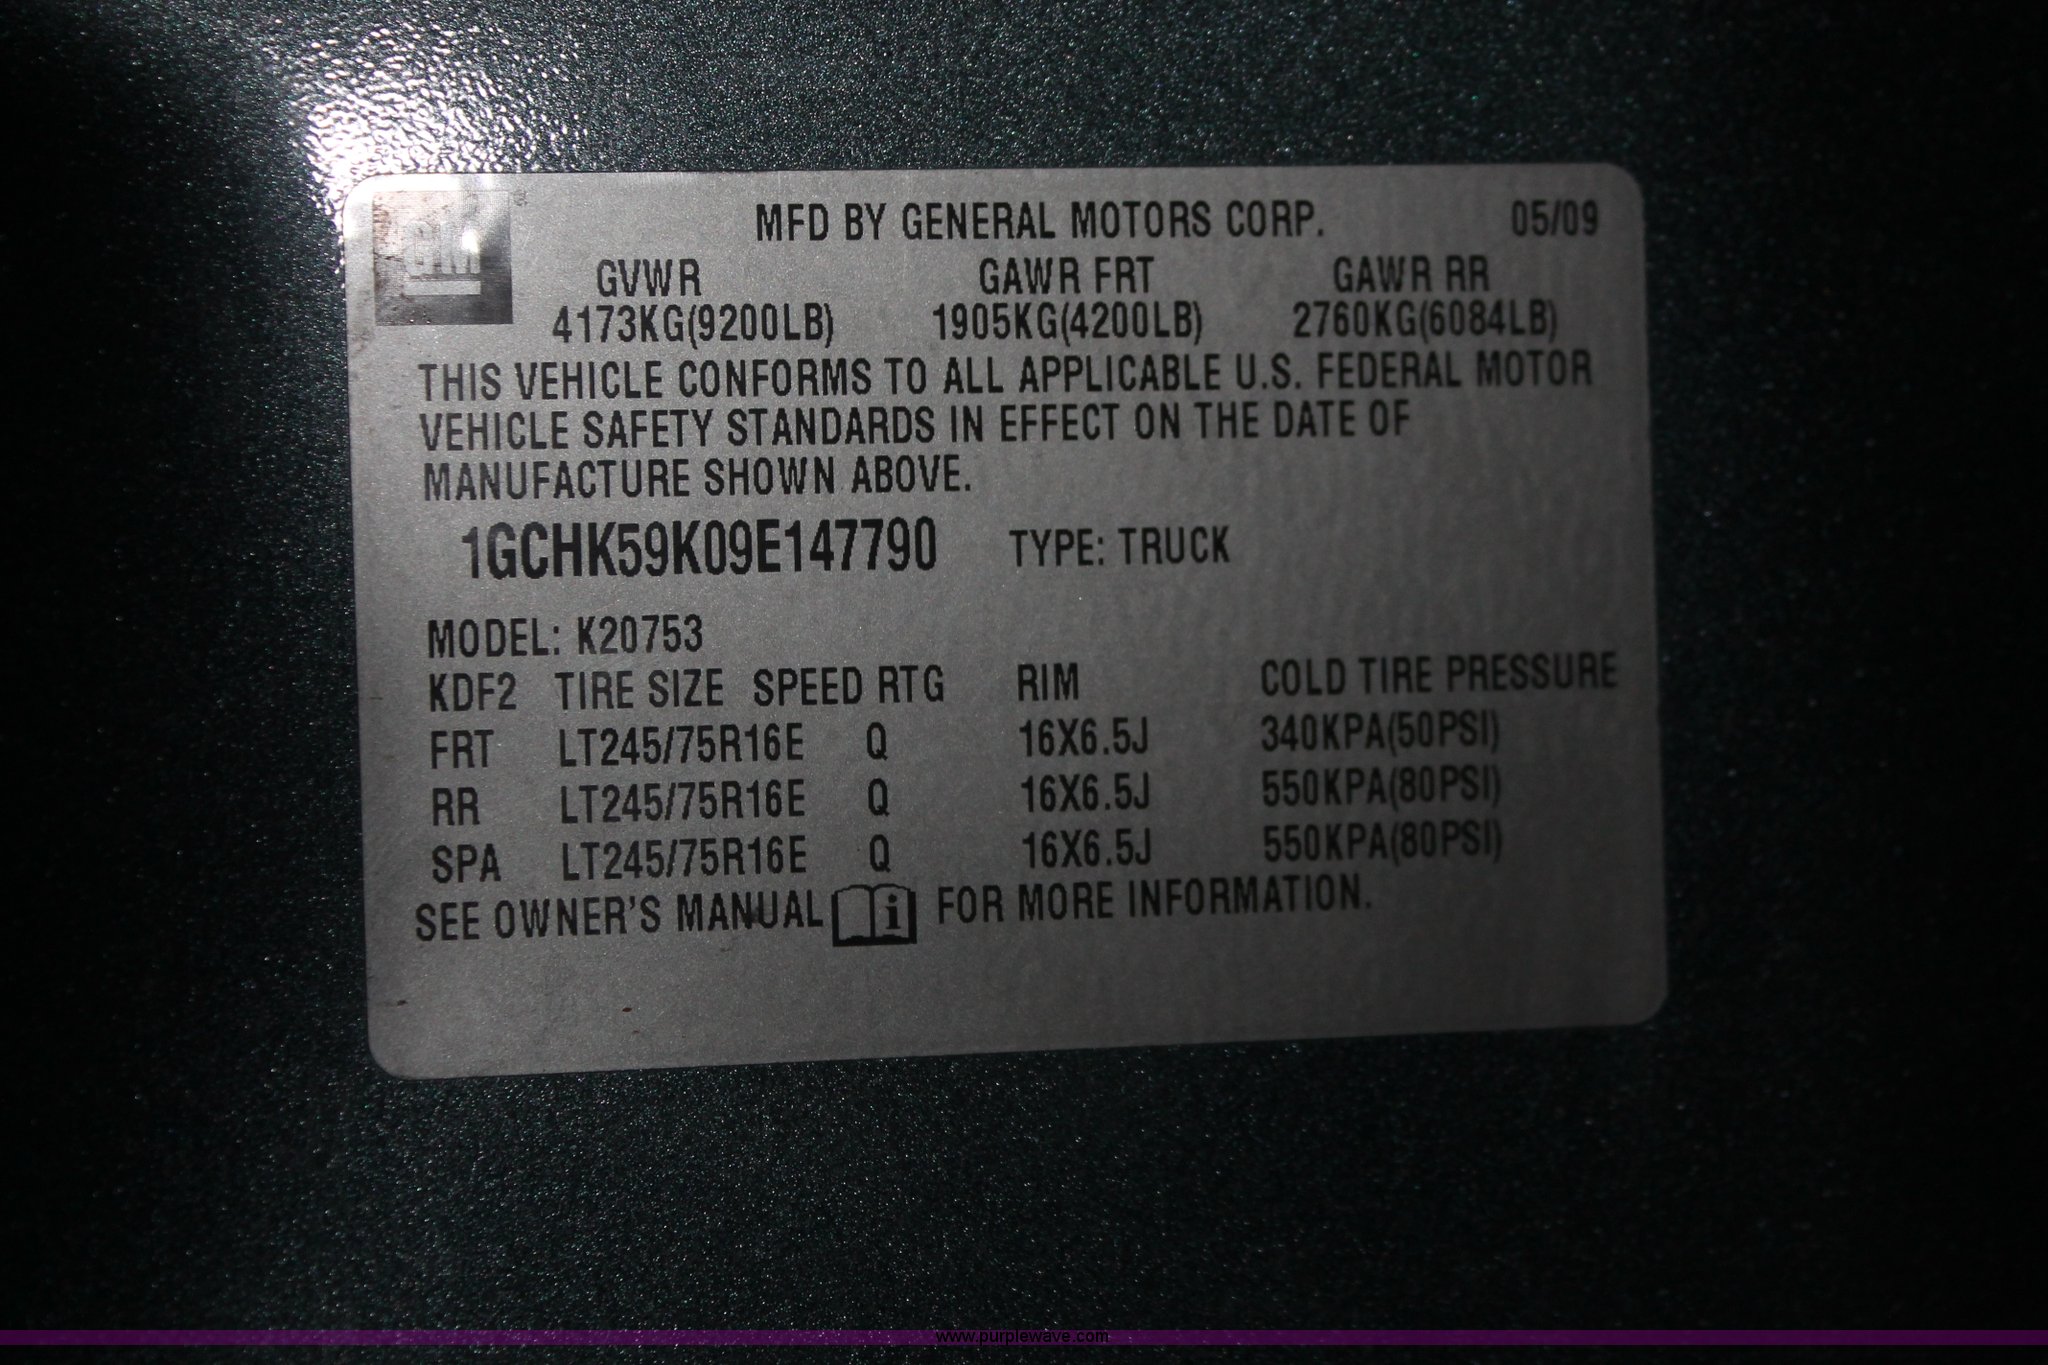 GM
MFD BY GENERAL MOTORS CORP. 05/09
GVWR GAWR FRT GAWR RR
4173KG(9200LB) 1905KG(4200LB) 2760KG(6084LB)
THIS VEHICLE CONFORMS TO ALL APPLICABLE U.S. FEDERAL MOTOR
VEHICLE SAFETY STANDARDS IN EFFECT ON THE DATE OF
MANUFACTURE SHOWN ABOVE.
1GCHK59K09E147790 TYPE: TRUCK
MODEL: K20753
KDF2 TIRE SIZE SPEED RTG RIM COLD TIRE PRESSURE
FRT LT245/75R16E Q 16X6.5J 340KPA(50PSI)
RR LT245/75R16E Q 16X6.5J 550KPA(80PSI)
SPA LT245/75R16E Q 16X6.5J 550KPA(80PSI)
SEE OWNER'S MANUAL i FOR MORE INFORMATION.
www.purplewave.com